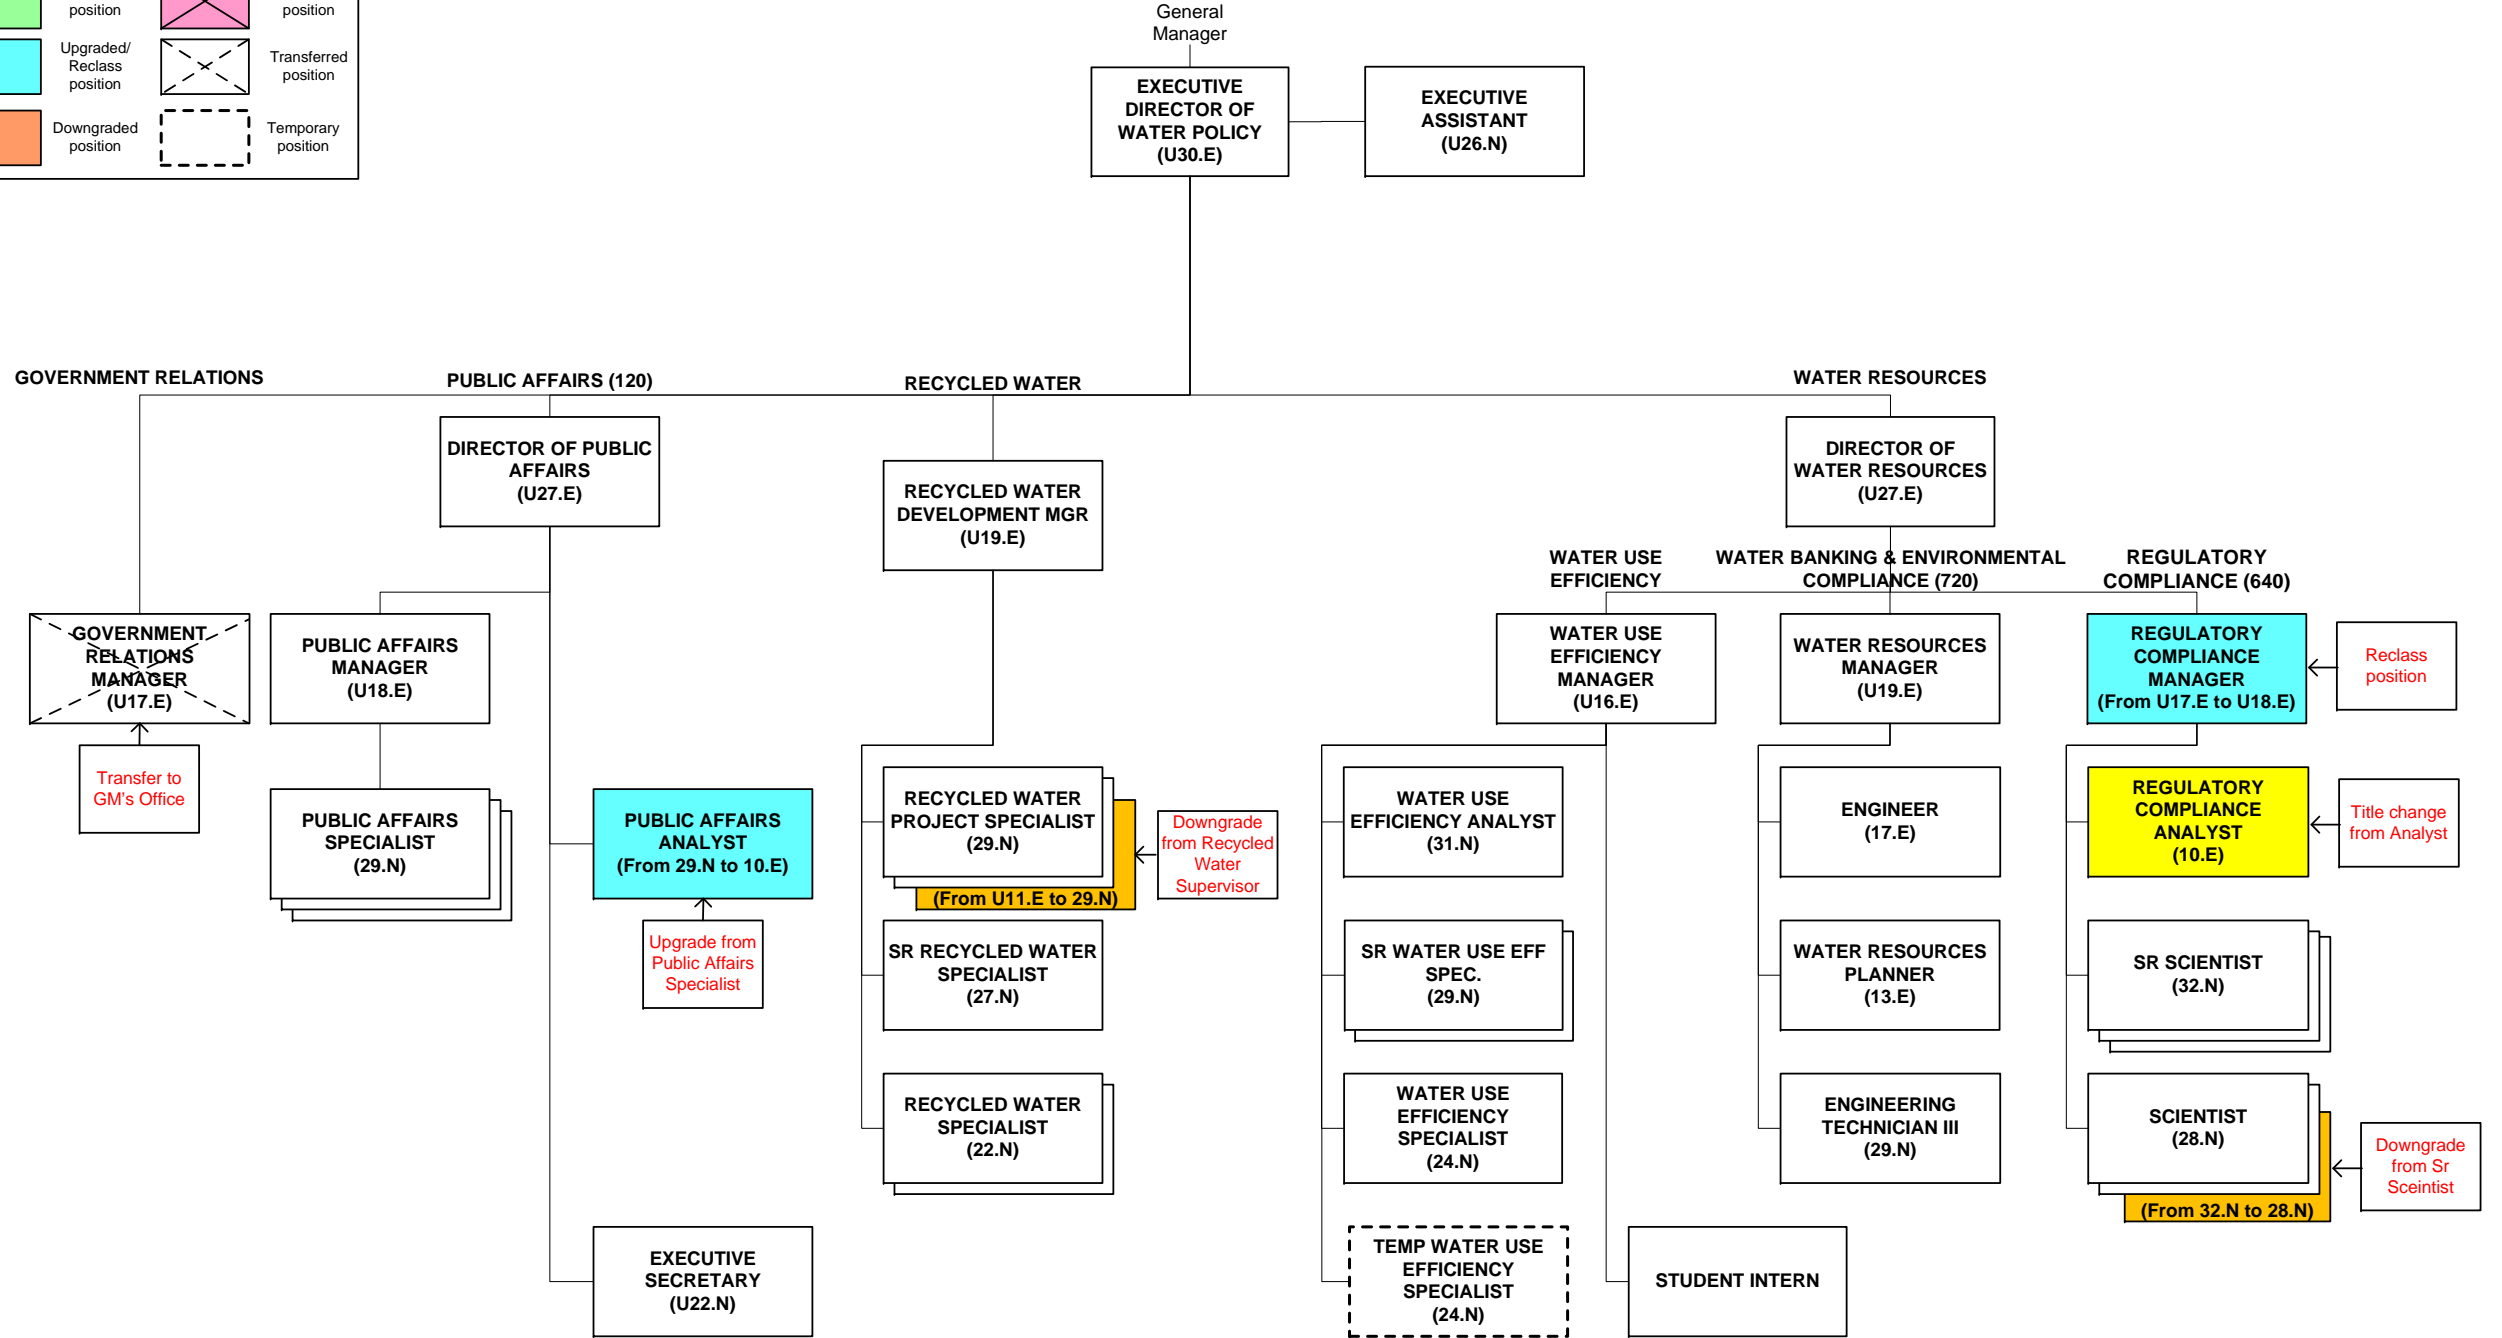 position
position
Upgraded/
Reclass
position
Transferred
position
Downgraded
position
Temporary
position
General
Manager
EXECUTIVE
DIRECTOR OF
WATER POLICY
(U30.E)
EXECUTIVE
ASSISTANT
(U26.N)
GOVERNMENT RELATIONS
PUBLIC AFFAIRS (120)
RECYCLED WATER
WATER RESOURCES
DIRECTOR OF PUBLIC
AFFAIRS
(U27.E)
RECYCLED WATER
DEVELOPMENT MGR
(U19.E)
DIRECTOR OF
WATER RESOURCES
(U27.E)
WATER USE
EFFICIENCY
WATER BANKING & ENVIRONMENTAL
COMPLIANCE (720)
REGULATORY
COMPLIANCE (640)
GOVERNMENT
RELATIONS
MANAGER
(U17.E)
PUBLIC AFFAIRS
MANAGER
(U18.E)
WATER USE
EFFICIENCY
MANAGER
(U16.E)
WATER RESOURCES
MANAGER
(U19.E)
REGULATORY
COMPLIANCE
MANAGER
(From U17.E to U18.E)
Reclass
position
Transfer to
GM's Office
PUBLIC AFFAIRS
SPECIALIST
(29.N)
PUBLIC AFFAIRS
ANALYST
(From 29.N to 10.E)
Upgrade from
Public Affairs
Specialist
RECYCLED WATER
PROJECT SPECIALIST
(29.N)
(From U11.E to 29.N)
Downgrade
from Recycled
Water
Supervisor
WATER USE
EFFICIENCY ANALYST
(31.N)
ENGINEER
(17.E)
REGULATORY
COMPLIANCE
ANALYST
(10.E)
Title change
from Analyst
SR RECYCLED WATER
SPECIALIST
(27.N)
SR WATER USE EFF
SPEC.
(29.N)
WATER RESOURCES
PLANNER
(13.E)
SR SCIENTIST
(32.N)
RECYCLED WATER
SPECIALIST
(22.N)
WATER USE
EFFICIENCY
SPECIALIST
(24.N)
ENGINEERING
TECHNICIAN III
(29.N)
SCIENTIST
(28.N)
(From 32.N to 28.N)
Downgrade
from Sr
Sceintist
EXECUTIVE
SECRETARY
(U22.N)
TEMP WATER USE
EFFICIENCY
SPECIALIST
(24.N)
STUDENT INTERN